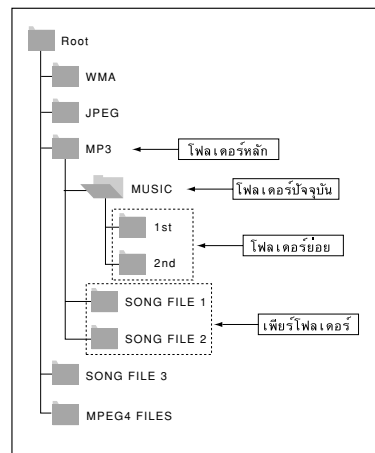 Root
WMA
JPEG
MP3 โฟลเดอร์หลัก
MUSIC โฟลเดอร์ปัจจุบัน
1st
โฟลเดอร์ย่อย
2nd
SONG FILE 1
เพียร์โฟลเดอร์
SONG FILE 2
SONG FILE 3
MPEG4 FILES